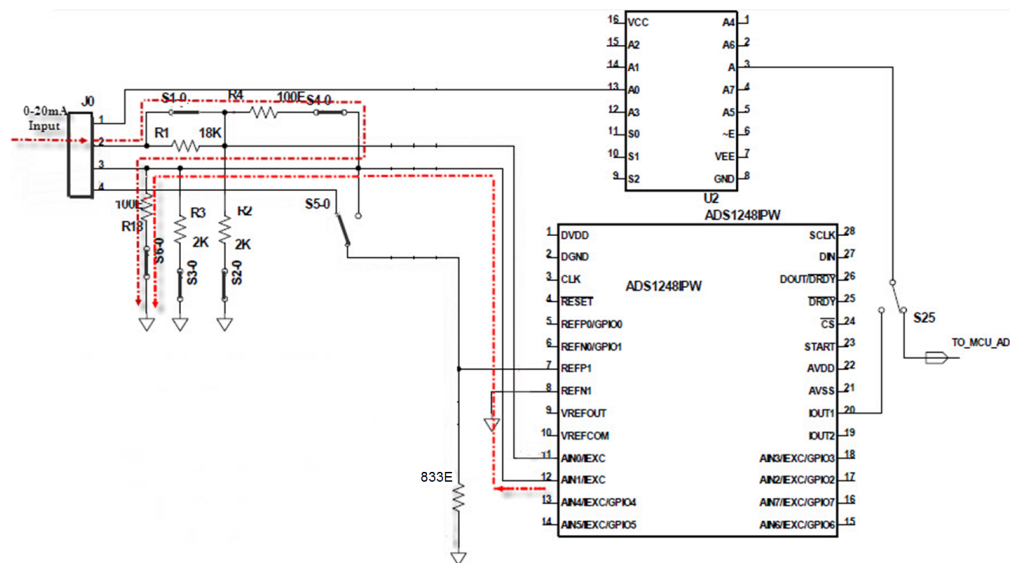 0-20mA
Input
J0
1
2
3
4
S1-0
R4
100E
S4-0
R1
18K
100E
R18
S6-0
R3
2K
S3-0
R2
2K
S2-0
S5-0
833E
16 VCC A4 1
15 A2 A6 2
14 A1 A 3
13 A0 A7 4
12 A3 A5 5
11 S0 ~E 6
10 S1 VEE 7
9 S2 GND 8
U2
ADS1248IPW
ADS1248IPW
1 DVDD SCLK 28
2 DGND DIN 27
3 CLK DOUT/DRDY 26
4 RESET DRDY 25
5 REFP0/GPIO0 CS 24
6 REFN0/GPIO1 START 23
7 REFP1 AVDD 22
8 REFN1 AVSS 21
9 VREFOUT IOUT1 20
10 VREFCOM IOUT2 19
11 AIN0/IEXC AIN3/IEXC/GPIO3 18
12 AIN1/IEXC AIN2/IEXC/GPIO2 17
13 AIN4/IEXC/GPIO4 AIN7/IEXC/GPIO7 16
14 AIN5/IEXC/GPIO5 AIN6/IEXC/GPIO6 15
S25
TO_MCU_AD